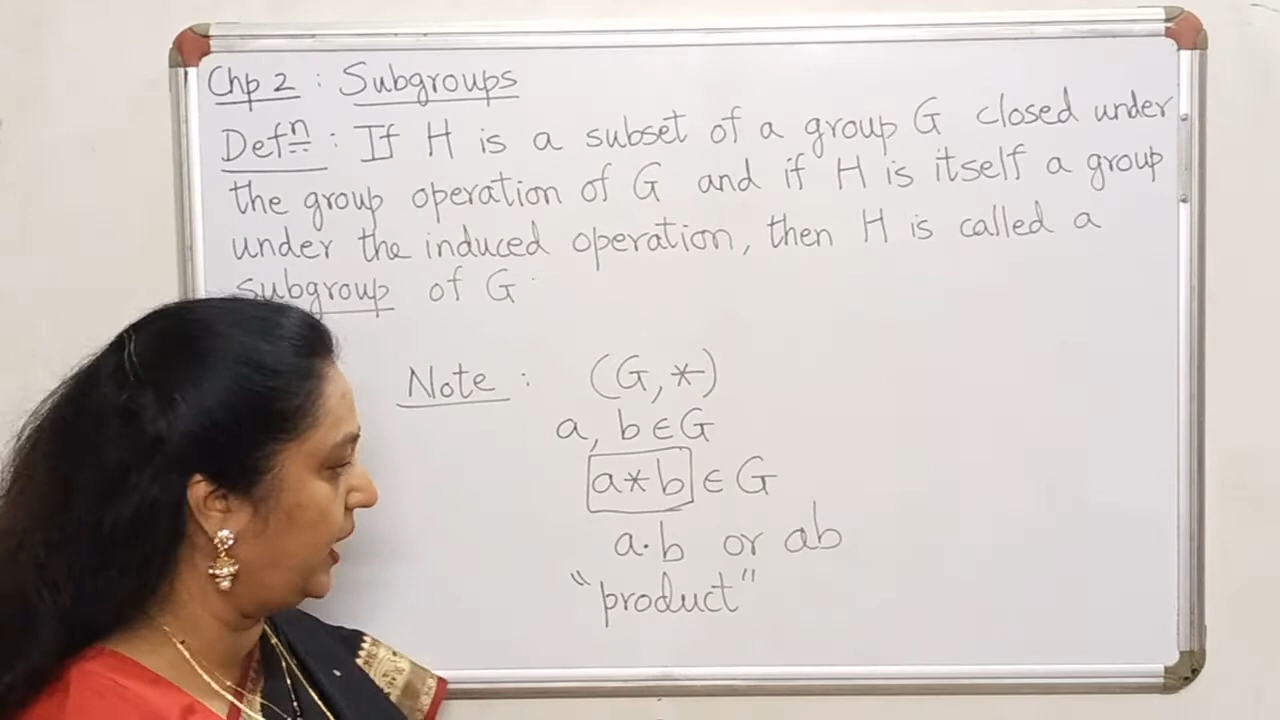 Chp 2 : Subgroups
Defⁿ : If H is a subset of a group G closed under
the group operation of G and if H is itself a group
under the induced operation, then H is called a
subgroup of G
Note : (G, *)
a, b ∈ G
a * b ∈ G
a · b or ab
"product"